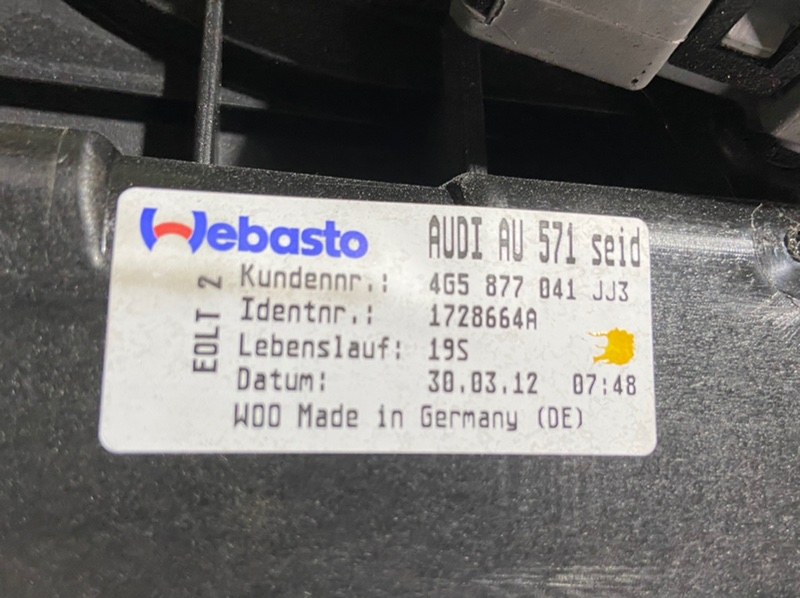 Webasto AUDI AU 571 seid
EOLT 2
Kundennr.: 4G5 877 041 JJ3
Identnr.: 1728664A
Lebenslauf: 19S
Datum: 30.03.12 07:48
WOO Made in Germany (DE)